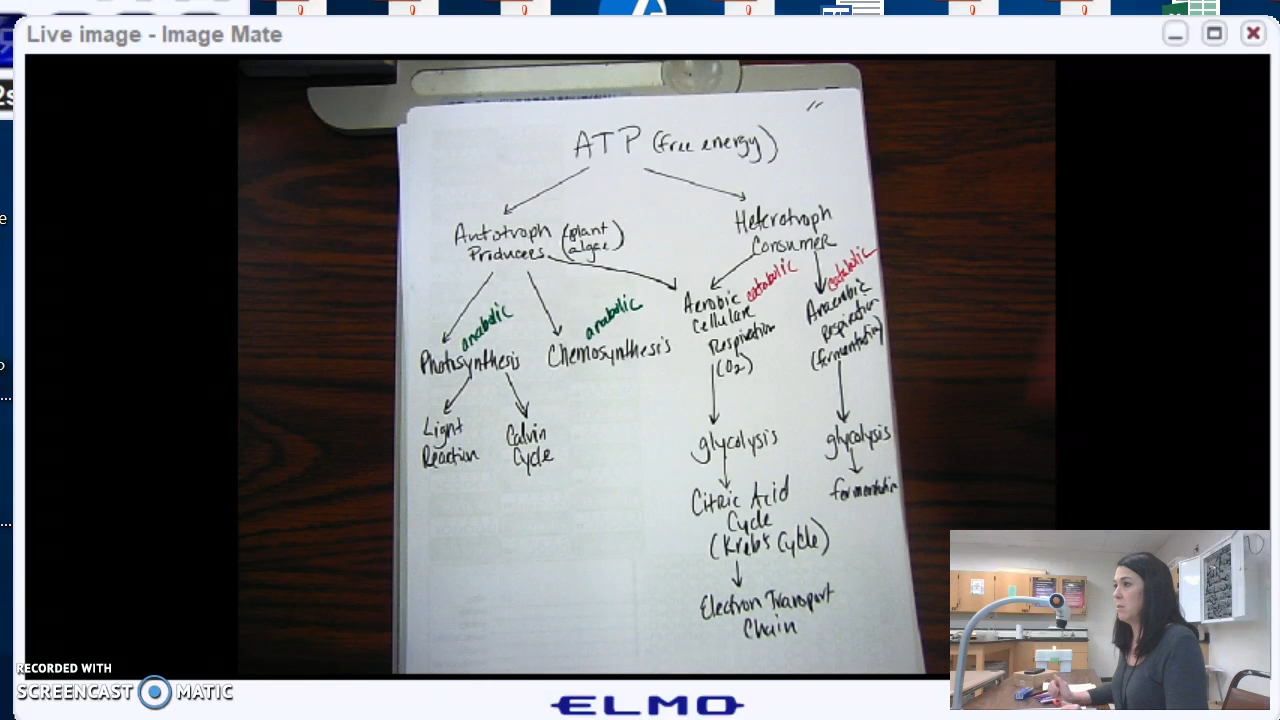 Live image - Image Mate
ATP (free energy)
Autotroph (plant
Producers algae)
Heterotroph
Consumer
anabolic
Photosynthesis
anabolic
Chemosynthesis
catabolic
Aerobic
Cellular
Respiration
(O2)
catabolic
Anaerobic
Respiration
(fermentation)
Light
Reaction
Calvin
Cycle
glycolysis
Citric Acid
Cycle
(Kreb's Cycle)
Electron Transport
Chain
glycolysis
fermentation
RECORDED WITH
SCREENCAST MATIC
ELMO